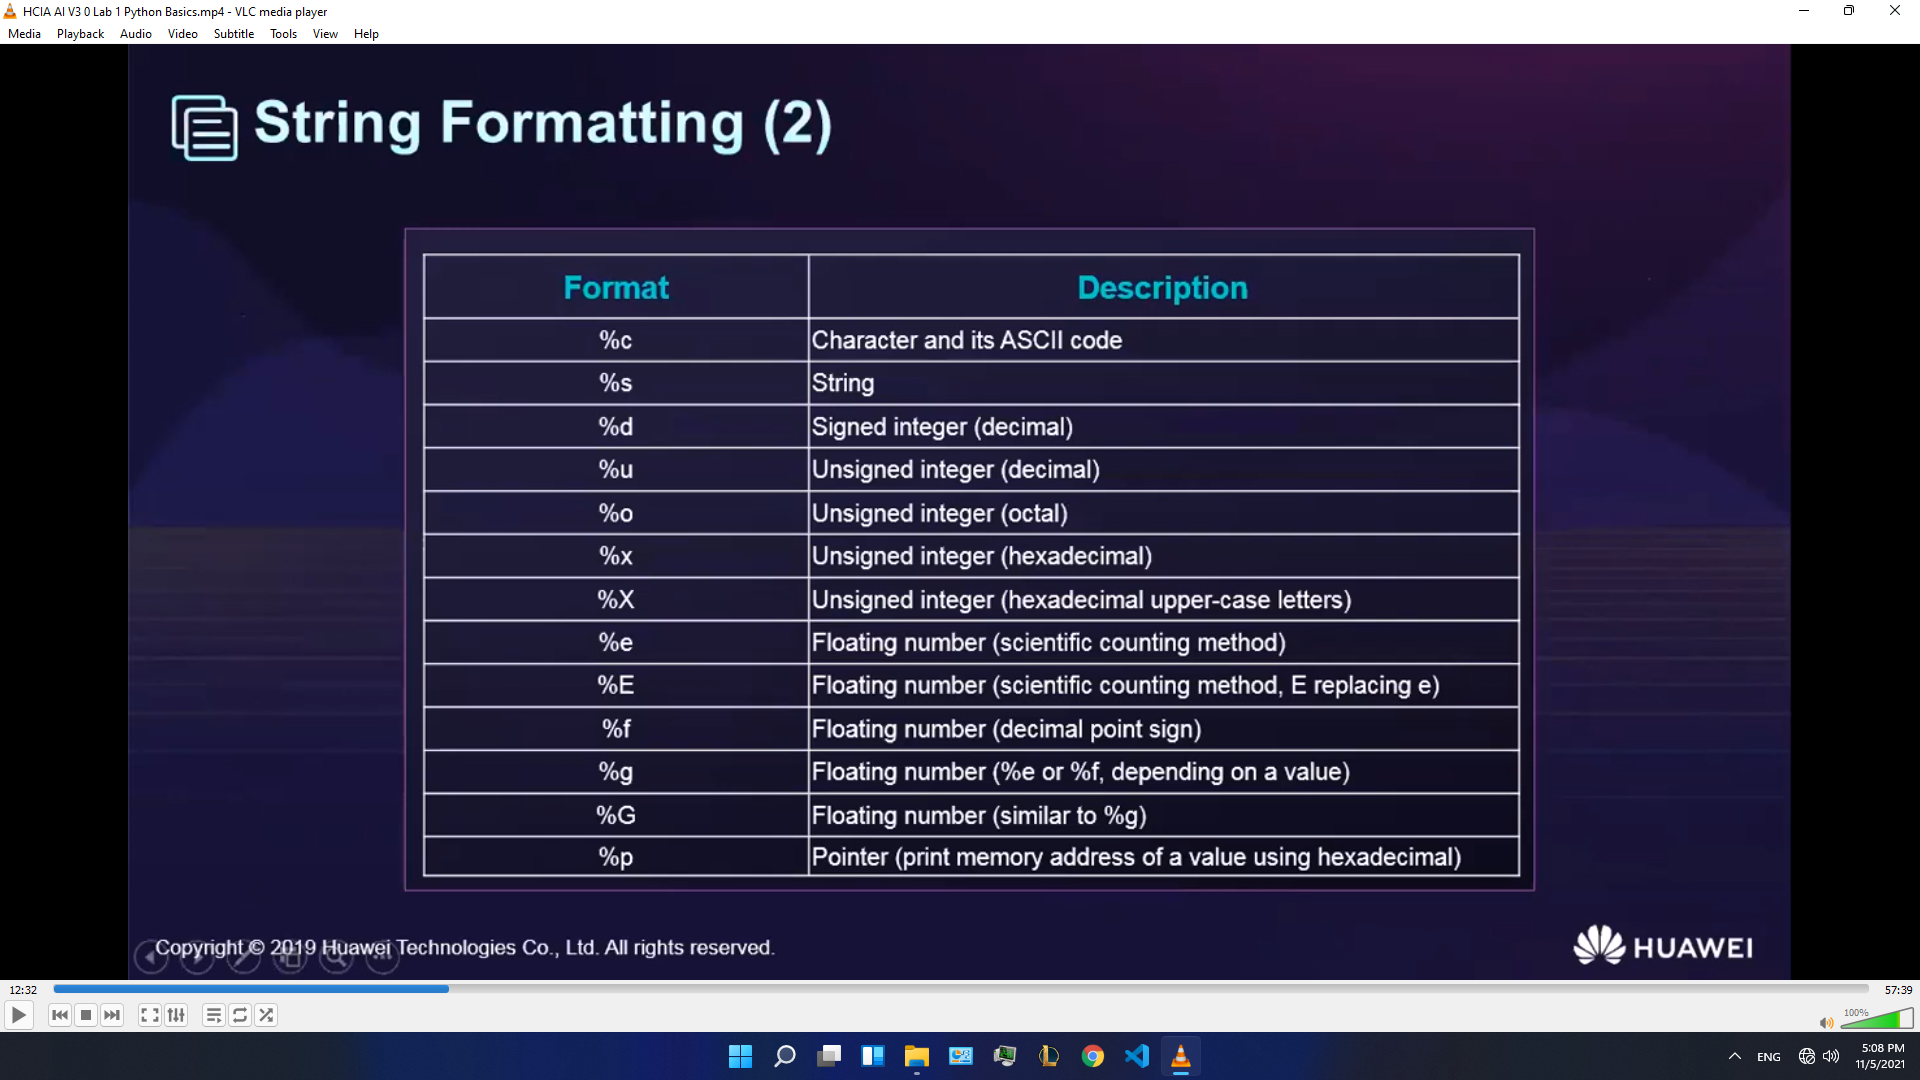 HCIA AI V3 0 Lab 1 Python Basics.mp4 - VLC media player
Media Playback Audio Video Subtitle Tools View Help
String Formatting (2)
Format Description
%c Character and its ASCII code
%s String
%d Signed integer (decimal)
%u Unsigned integer (decimal)
%o Unsigned integer (octal)
%x Unsigned integer (hexadecimal)
%X Unsigned integer (hexadecimal upper-case letters)
%e Floating number (scientific counting method)
%E Floating number (scientific counting method, E replacing e)
%f Floating number (decimal point sign)
%g Floating number (%e or %f, depending on a value)
%G Floating number (similar to %g)
%p Pointer (print memory address of a value using hexadecimal)
Copyright © 2019 Huawei Technologies Co., Ltd. All rights reserved.
HUAWEI
12:32 57:39
100%
ENG
5:08 PM
11/5/2021